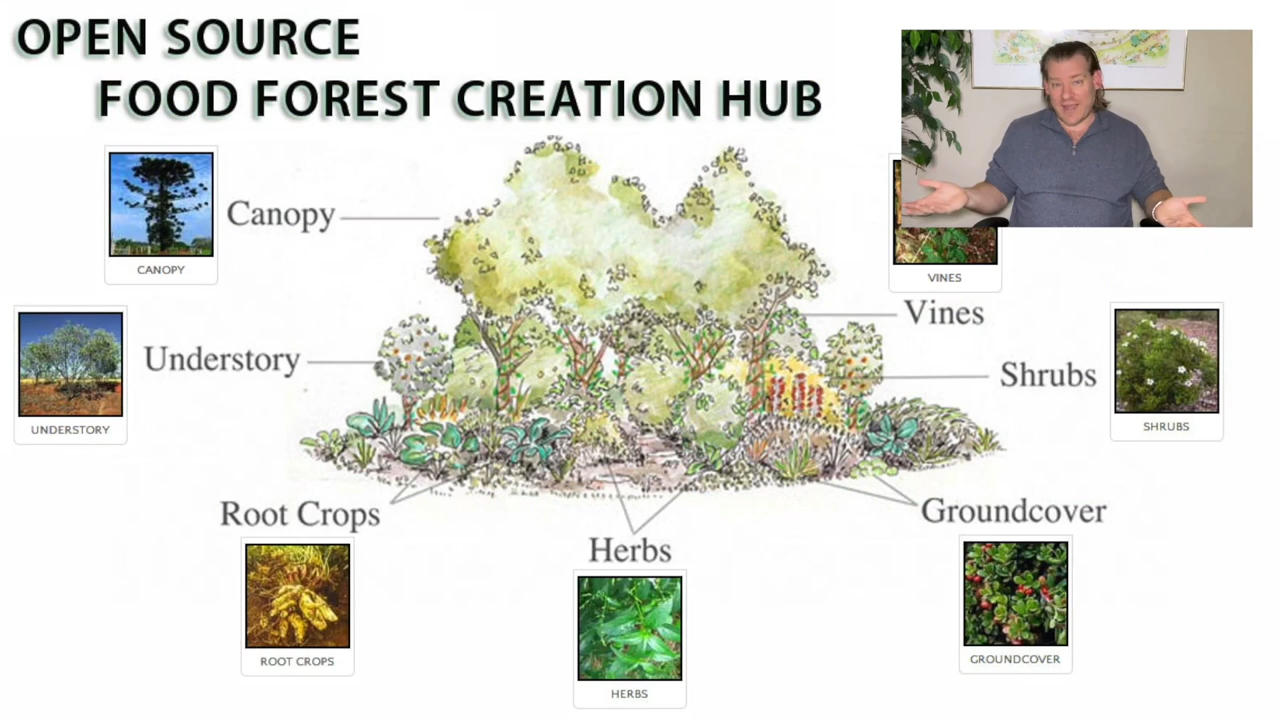 OPEN SOURCE
FOOD FOREST CREATION HUB
CANOPY
Canopy
VINES
Vines
UNDERSTORY
Understory
Shrubs
SHRUBS
Root Crops
ROOT CROPS
Herbs
HERBS
Groundcover
GROUNDCOVER